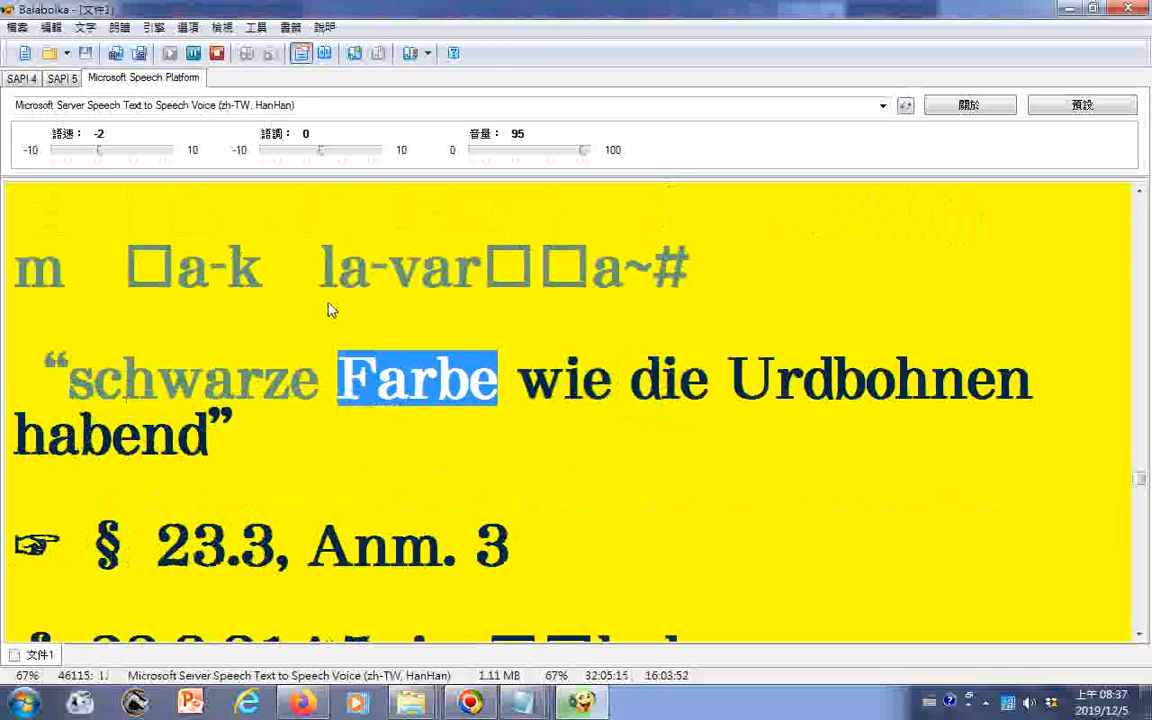 Balabolka - [文件1]
檔案 編輯 文字 朗讀 引擎 選項 檢視 工具 書籤 說明
SAPI 4 SAPI 5 Microsoft Speech Platform
Microsoft Server Speech Text to Speech Voice (zh-TW, HanHan) 關於 預設
語速： -2 語調： 0 音量： 95
-10 10 -10 10 0 100
m □a-k la-var□□a~#
“schwarze Farbe wie die Urdbohnen
habend”
☞ § 23.3, Anm. 3
文件1
67% 46115: 1 Microsoft Server Speech Text to Speech Voice (zh-TW, HanHan) 1.11 MB 67% 32:05:15 16:03:52
上午 08:37
2019/12/5